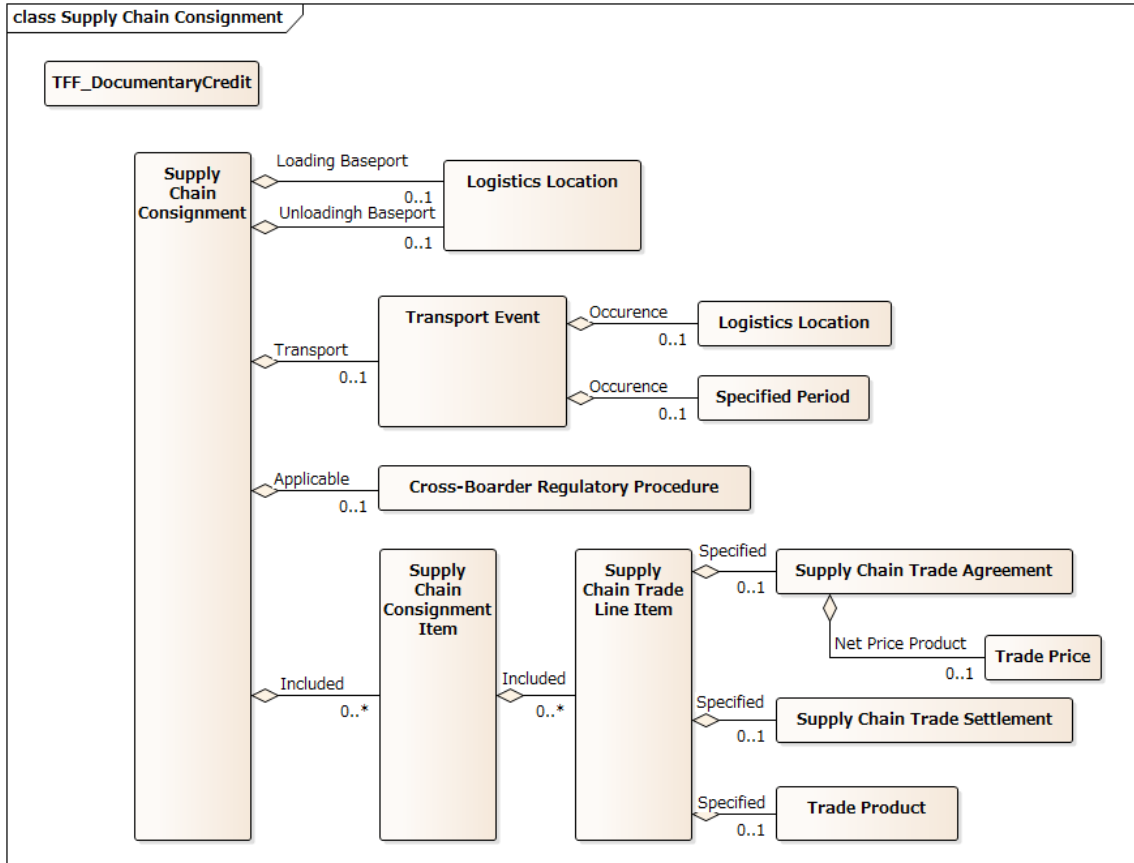 class Supply Chain Consignment
TFF_DocumentaryCredit
Supply
Chain
Consignment
Loading Baseport
0..1
Unloadingh Baseport
0..1
Logistics Location
Transport
0..1
Transport Event
Occurence
0..1
Logistics Location
Occurence
0..1
Specified Period
Applicable
0..1
Cross-Boarder Regulatory Procedure
Included
0..*
Supply
Chain
Consignment
Item
Included
0..*
Supply
Chain Trade
Line Item
Specified
0..1
Supply Chain Trade Agreement
Net Price Product
0..1
Trade Price
Specified
0..1
Supply Chain Trade Settlement
Specified
0..1
Trade Product